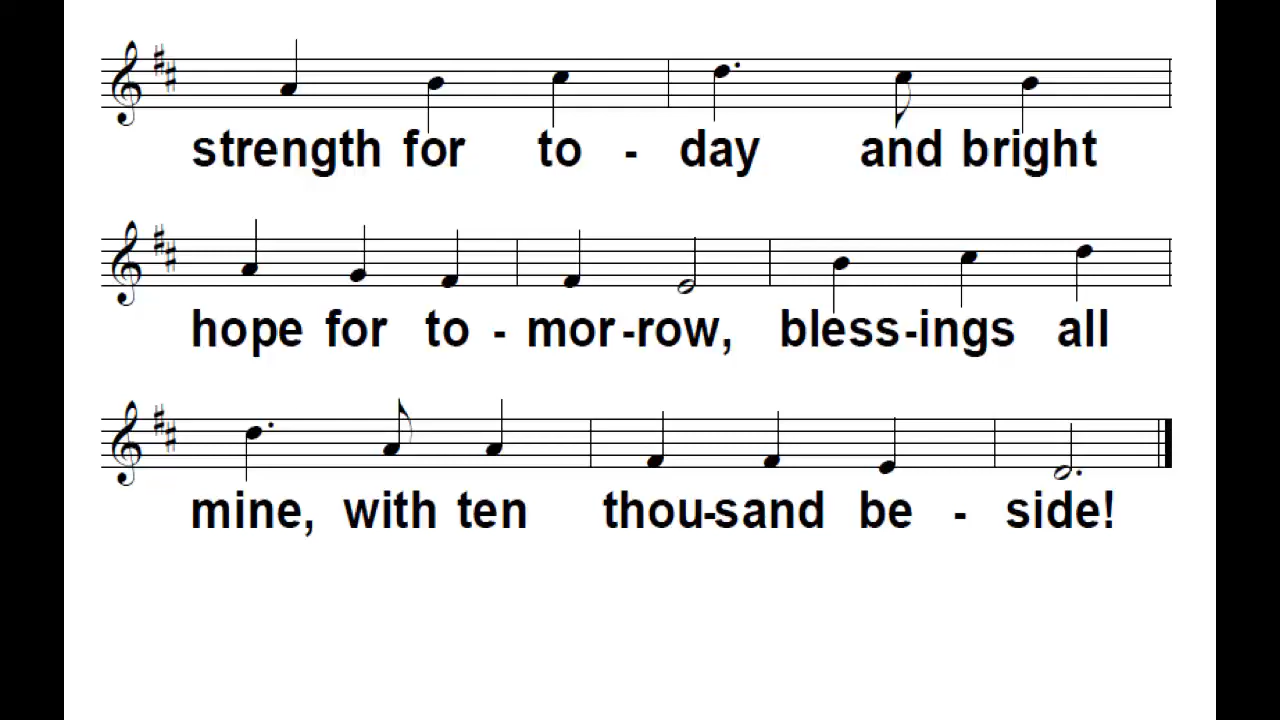 strength for to - day and bright
hope for to - mor-row, bless-ings all
mine, with ten thou-sand be - side!